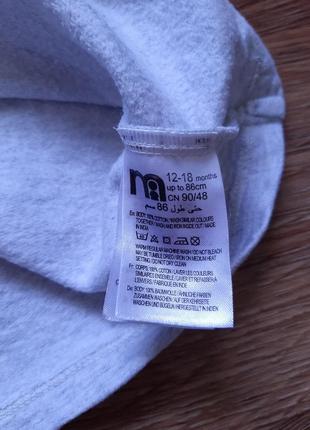 m
12-18 months
up to 86cm
CN 90/48
حتى طول 86 سم
En: BODY: 100% COTTON / WASH SIMILAR COLOURS
TOGETHER / WASH AND IRON INSIDE OUT. MADE
IN INDIA
WARM REGULAR MACHINE WASH / DO NOT BLEACH
MAY BE TUMBLE DRIED / IRON ON MEDIUM HEAT
SETTING / DO NOT DRY CLEAN
Fr: CORPS: 100% COTON / LAVER LES COULEURS
SIMILAIRES ENSEMBLE / LAVER ET REPASSER A
L'ENVERS. FABRIQUE EN INDE
De: BODY: 100% BAUMWOLLE / ÄHNLICHE FARBEN
ZUSAMMEN WASCHEN / AUF DER KEHRSEITE
WASCHEN UND BÜGELN / HERGESTELLT IN INDIEN